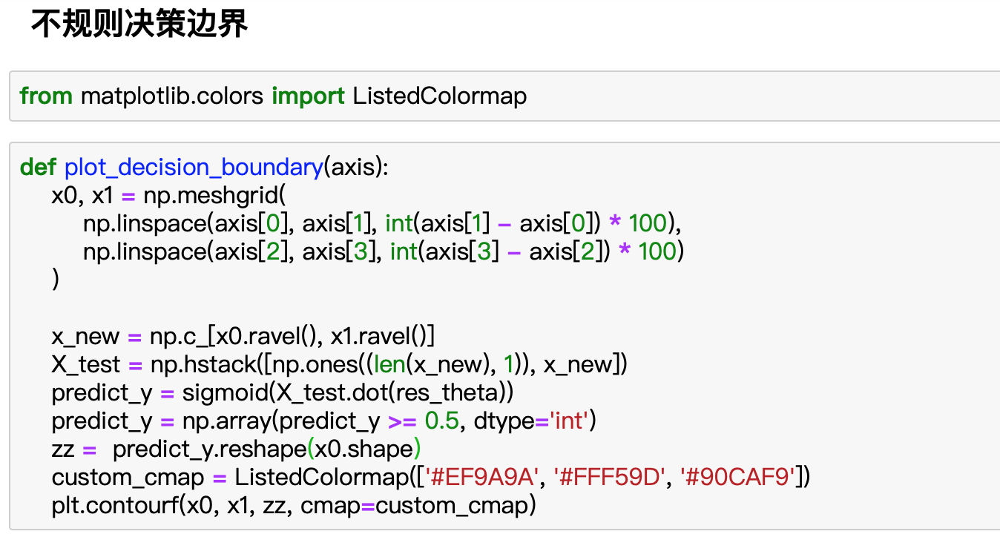 不规则决策边界
from matplotlib.colors import ListedColormap
def plot_decision_boundary(axis):
    x0, x1 = np.meshgrid(
        np.linspace(axis[0], axis[1], int(axis[1] - axis[0]) * 100),
        np.linspace(axis[2], axis[3], int(axis[3] - axis[2]) * 100)
    )
    x_new = np.c_[x0.ravel(), x1.ravel()]
    X_test = np.hstack([np.ones((len(x_new), 1)), x_new])
    predict_y = sigmoid(X_test.dot(res_theta))
    predict_y = np.array(predict_y >= 0.5, dtype='int')
    zz =  predict_y.reshape(x0.shape)
    custom_cmap = ListedColormap(['#EF9A9A', '#FFF59D', '#90CAF9'])
    plt.contourf(x0, x1, zz, cmap=custom_cmap)